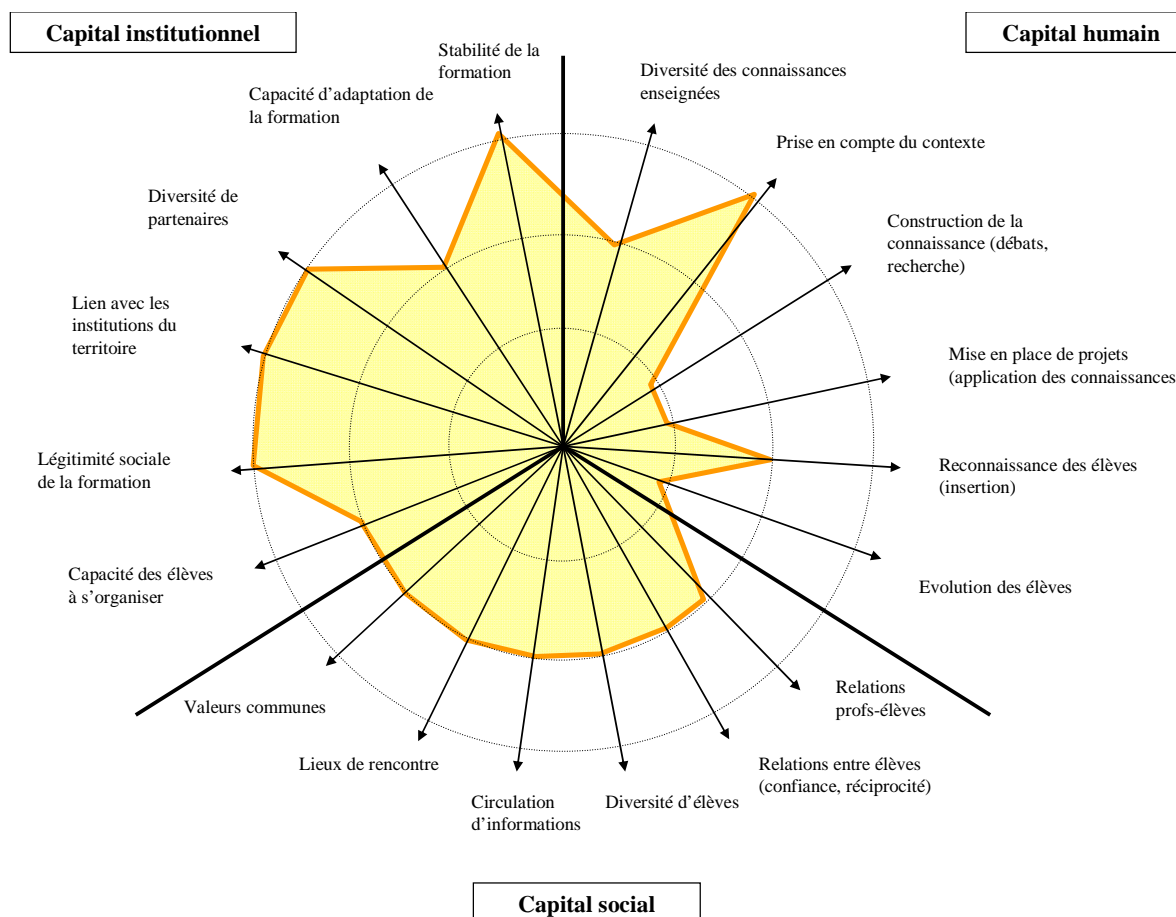 Capital institutionnel
Capital humain
Stabilité de la
formation
Diversité des connaissances
enseignées
Capacité d’adaptation de
la formation
Prise en compte du contexte
Diversité de
partenaires
Construction de la
connaissance (débats,
recherche)
Lien avec les
institutions du
territoire
Mise en place de projets
(application des connaissances
Légitimité sociale
de la formation
Reconnaissance des élèves
(insertion)
Capacité des élèves
à s’organiser
Evolution des élèves
Valeurs communes
Relations
profs-élèves
Lieux de rencontre
Relations entre élèves
(confiance, réciprocité)
Circulation
d’informations
Diversité d’élèves
Capital social